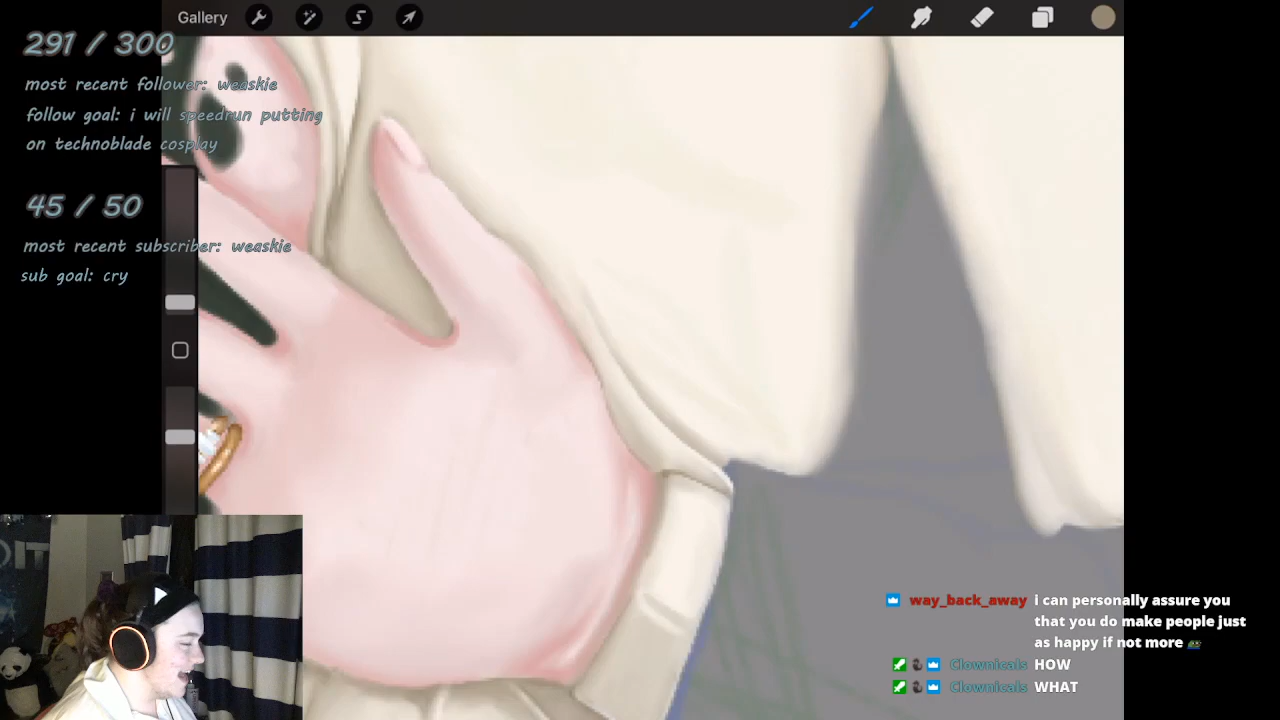 Gallery
291 / 300
most recent follower: weaskie
follow goal: i will speedrun putting
on technoblade cosplay
45 / 50
most recent subscriber: weaskie
sub goal: cry
way_back_away i can personally assure you
that you do make people just
as happy if not more
Clownicals HOW
Clownicals WHAT